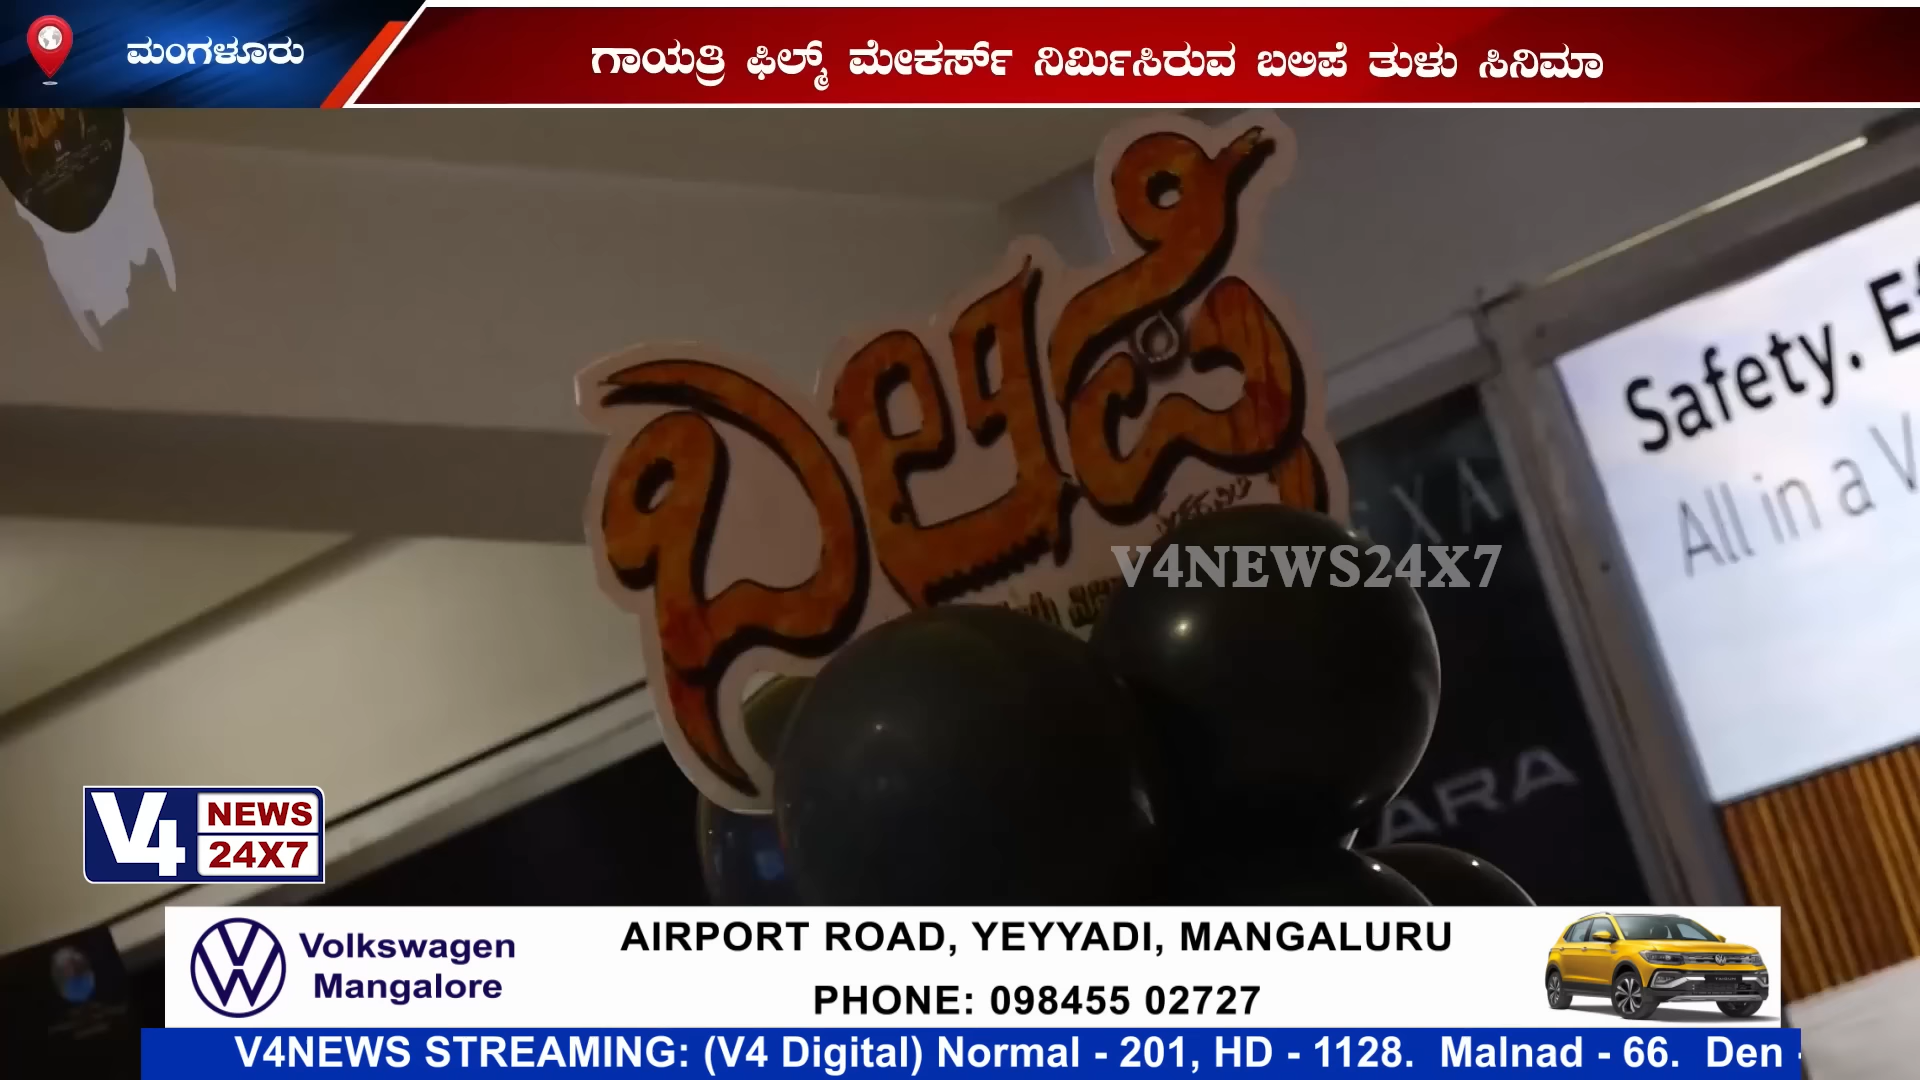 ಮಂಗಳೂರು
ಗಾಯತ್ರಿ ಫಿಲ್ಮ್ ಮೇಕರ್ಸ್ ನಿರ್ಮಿಸಿರುವ ಬಲಿಪೆ ತುಳು ಸಿನಿಮಾ
ಬಲಿಪೆ
Safety.
All in a
V4NEWS24X7
ARA
V4 NEWS
24X7
Volkswagen
Mangalore
AIRPORT ROAD, YEYYADI, MANGALURU
PHONE: 098455 02727
V4NEWS STREAMING: (V4 Digital) Normal - 201, HD - 1128. Malnad - 66. Den -